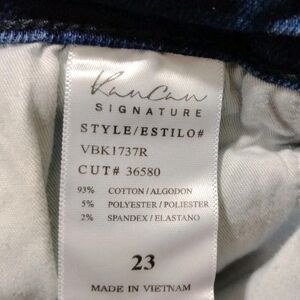 KanCan
SIGNATURE
STYLE/ESTILO#
VBK1737R
CUT# 36580
93% COTTON / ALGODON
5% POLYESTER / POLIESTER
2% SPANDEX / ELASTANO
23
MADE IN VIETNAM